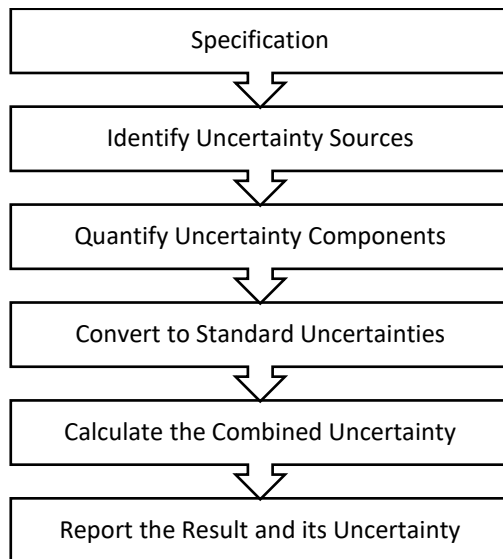 Specification
Identify Uncertainty Sources
Quantify Uncertainty Components
Convert to Standard Uncertainties
Calculate the Combined Uncertainty
Report the Result and its Uncertainty